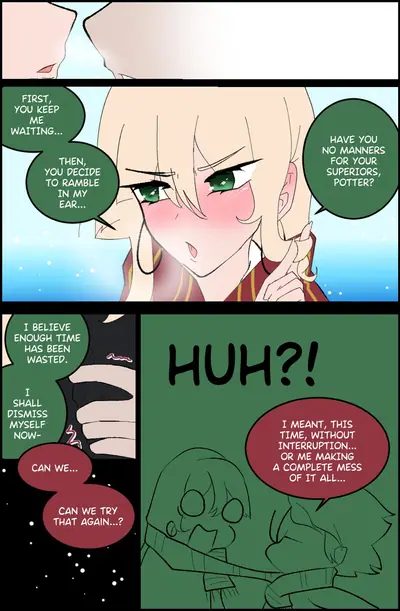 FIRST,
YOU KEEP
ME
WAITING...
THEN,
YOU DECIDE
TO RAMBLE
IN MY
EAR...
HAVE YOU
NO MANNERS
FOR YOUR
SUPERIORS,
POTTER?
I BELIEVE
ENOUGH TIME
HAS BEEN
WASTED.
I
SHALL
DISMISS
MYSELF
NOW-
CAN WE...
CAN WE TRY
THAT AGAIN...?
HUH?!
I MEANT, THIS
TIME, WITHOUT
INTERRUPTION...
OR ME MAKING
A COMPLETE MESS
OF IT ALL...